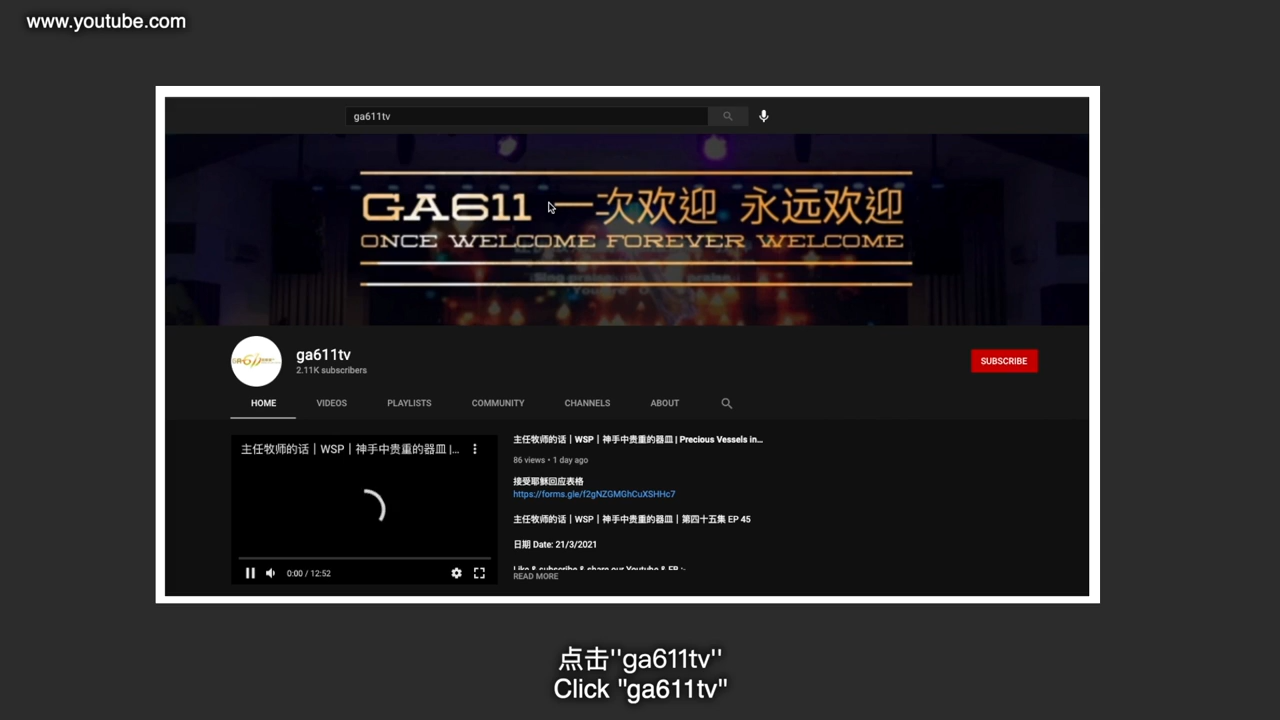 www.youtube.com
ga611tv
GA611 一次欢迎 永远欢迎
ONCE WELCOME FOREVER WELCOME
ga611tv
2.11K subscribers
SUBSCRIBE
HOME VIDEOS PLAYLISTS COMMUNITY CHANNELS ABOUT
主任牧师的话｜WSP｜神手中贵重的器皿 |...
主任牧师的话｜WSP｜神手中贵重的器皿 | Precious Vessels in...
86 views • 1 day ago
接受耶稣回应表格
https://forms.gle/f2gNZGMGhCuXSHHc7
主任牧师的话｜WSP｜神手中贵重的器皿｜第四十五集 EP 45
日期 Date: 21/3/2021
Like & subscribe & share our Youtube & FB :-
READ MORE
0:00 / 12:52
点击''ga611tv''
Click "ga611tv"